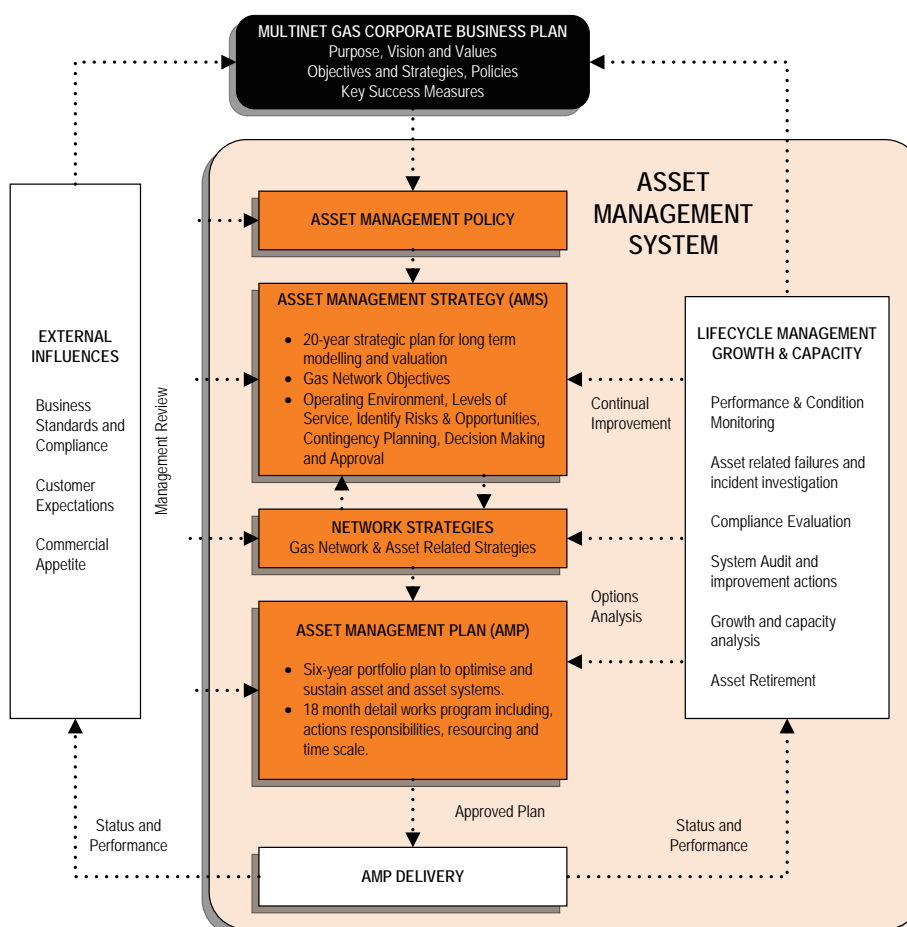 MULTINET GAS CORPORATE BUSINESS PLAN
Purpose, Vision and Values
Objectives and Strategies, Policies
Key Success Measures
ASSET
MANAGEMENT
SYSTEM
ASSET MANAGEMENT POLICY
ASSET MANAGEMENT STRATEGY (AMS)
• 20-year strategic plan for long term
modelling and valuation
• Gas Network Objectives
• Operating Environment, Levels of
Service, Identify Risks & Opportunities,
Contingency Planning, Decision Making
and Approval
EXTERNAL
INFLUENCES
Business
Standards and
Compliance
Customer
Expectations
Commercial
Appetite
Management Review
LIFECYCLE MANAGEMENT
GROWTH & CAPACITY
Performance & Condition
Monitoring
Asset related failures and
incident investigation
Compliance Evaluation
System Audit and
improvement actions
Growth and capacity
analysis
Asset Retirement
Continual
Improvement
NETWORK STRATEGIES
Gas Network & Asset Related Strategies
Options
Analysis
ASSET MANAGEMENT PLAN (AMP)
• Six-year portfolio plan to optimise and
sustain asset and asset systems.
• 18 month detail works program including,
actions responsibilities, resourcing and
time scale.
Approved Plan
Status and
Performance
Status and
Performance
AMP DELIVERY